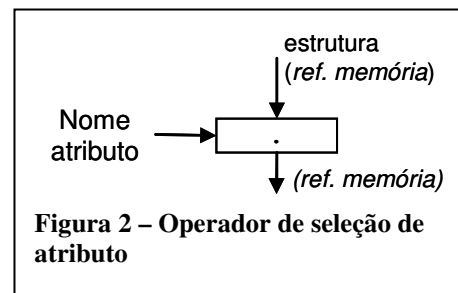 estrutura
(ref. memória)
Nome
atributo
.
(ref. memória)
Figura 2 – Operador de seleção de
atributo